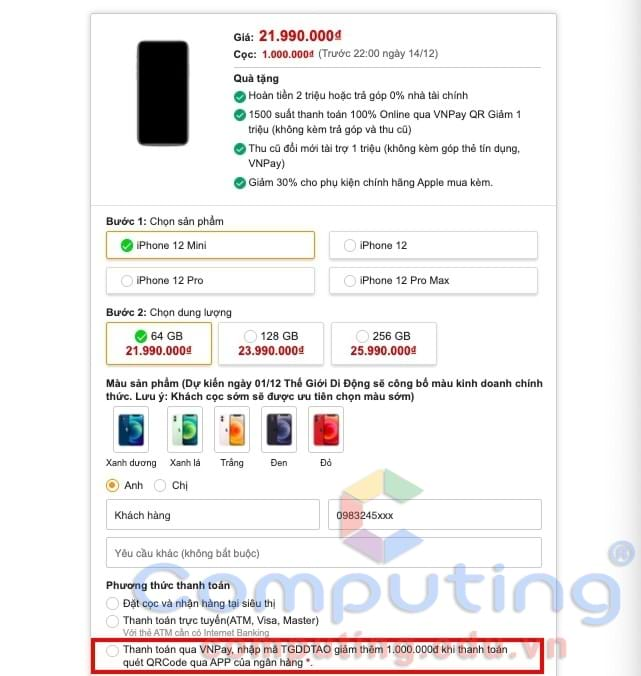 Giá: 21.990.000₫
Cọc: 1.000.000₫ (Trước 22:00 ngày 14/12)
Quà tặng
Hoàn tiền 2 triệu hoặc trả góp 0% nhà tài chính
1500 suất thanh toán 100% Online qua VNPay QR Giảm 1
triệu (không kèm trả góp và thu cũ)
Thu cũ đổi mới tài trợ 1 triệu (không kèm góp thẻ tín dụng,
VNPay)
Giảm 30% cho phụ kiện chính hãng Apple mua kèm.
Bước 1: Chọn sản phẩm
iPhone 12 Mini
iPhone 12
iPhone 12 Pro
iPhone 12 Pro Max
Bước 2: Chọn dung lượng
64 GB
21.990.000₫
128 GB
23.990.000₫
256 GB
25.990.000₫
Màu sản phẩm (Dự kiến ngày 01/12 Thế Giới Di Động sẽ công bố màu kinh doanh chính
thức. Lưu ý: Khách cọc sớm sẽ được ưu tiên chọn màu sớm)
Xanh dương
Xanh lá
Trắng
Đen
Đỏ
Anh
Chị
Khách hàng
0983245xxx
Yêu cầu khác (không bắt buộc)
Phương thức thanh toán
Đặt cọc và nhận hàng tại siêu thị
Thanh toán trực tuyến(ATM, Visa, Master)
Với thẻ ATM cần có Internet Banking
Thanh toán qua VNPay, nhập mã TGDDTAO giảm thêm 1.000.000đ khi thanh toán
quét QRCode qua APP của ngân hàng *.
Computing®
computing.edu.vn